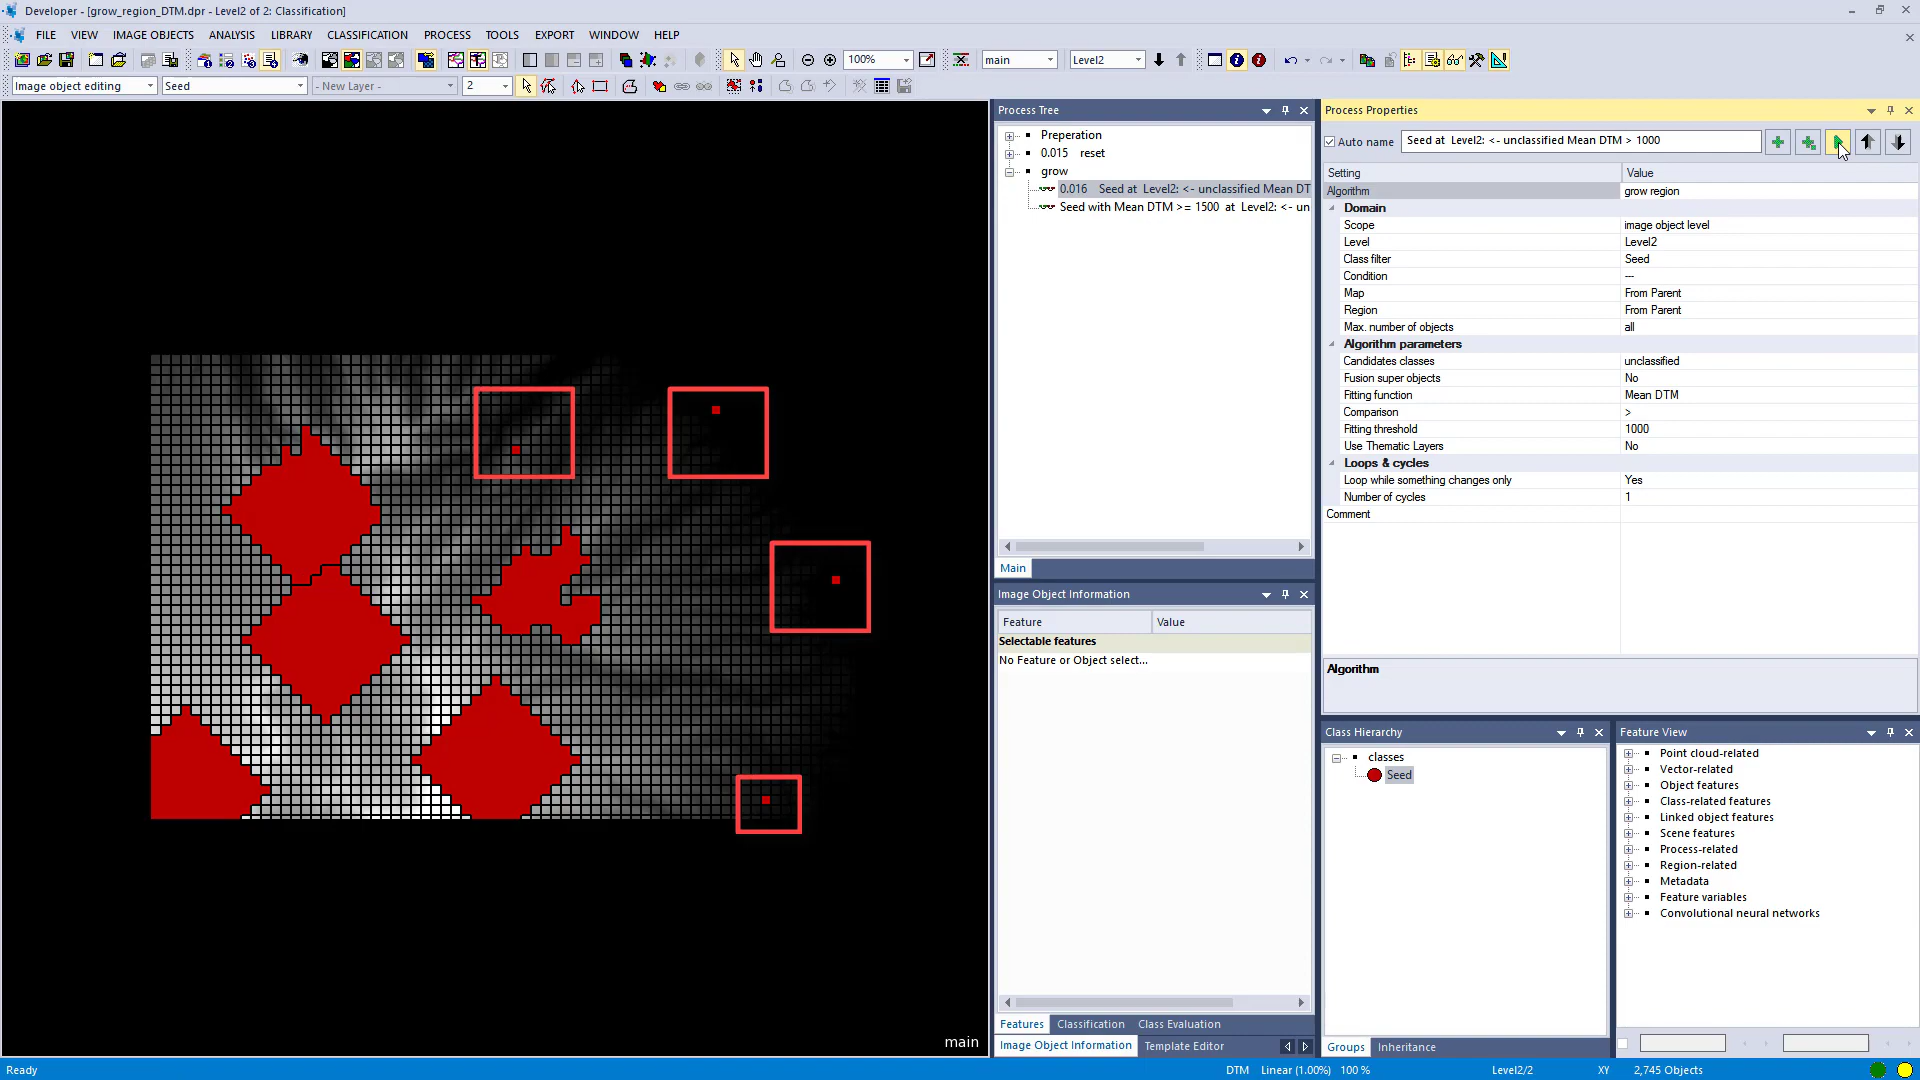 Developer - [grow_region_DTM.dpr - Level2 of 2: Classification]
FILE VIEW IMAGE OBJECTS ANALYSIS LIBRARY CLASSIFICATION PROCESS TOOLS EXPORT WINDOW HELP
100% main Level2
Image object editing Seed - New Layer - 2
Process Tree
Preperation
0.015 reset
grow
0.016 Seed at Level2: <- unclassified Mean DT
Seed with Mean DTM >= 1500 at Level2: <- un
Main
Image Object Information
Feature Value
Selectable features
No Feature or Object select...
Features Classification Class Evaluation
Image Object Information Template Editor
main
Process Properties
Auto name Seed at Level2: <- unclassified Mean DTM > 1000
Setting Value
Algorithm grow region
Domain
Scope image object level
Level Level2
Class filter Seed
Condition ---
Map From Parent
Region From Parent
Max. number of objects all
Algorithm parameters
Candidates classes unclassified
Fusion super objects No
Fitting function Mean DTM
Comparison >
Fitting threshold 1000
Use Thematic Layers No
Loops & cycles
Loop while something changes only Yes
Number of cycles 1
Comment
Algorithm
Class Hierarchy
classes
Seed
Groups Inheritance
Feature View
Point cloud-related
Vector-related
Object features
Class-related features
Linked object features
Scene features
Process-related
Region-related
Metadata
Feature variables
Convolutional neural networks
Ready DTM Linear (1.00%) 100 % Level2/2 XY 2,745 Objects